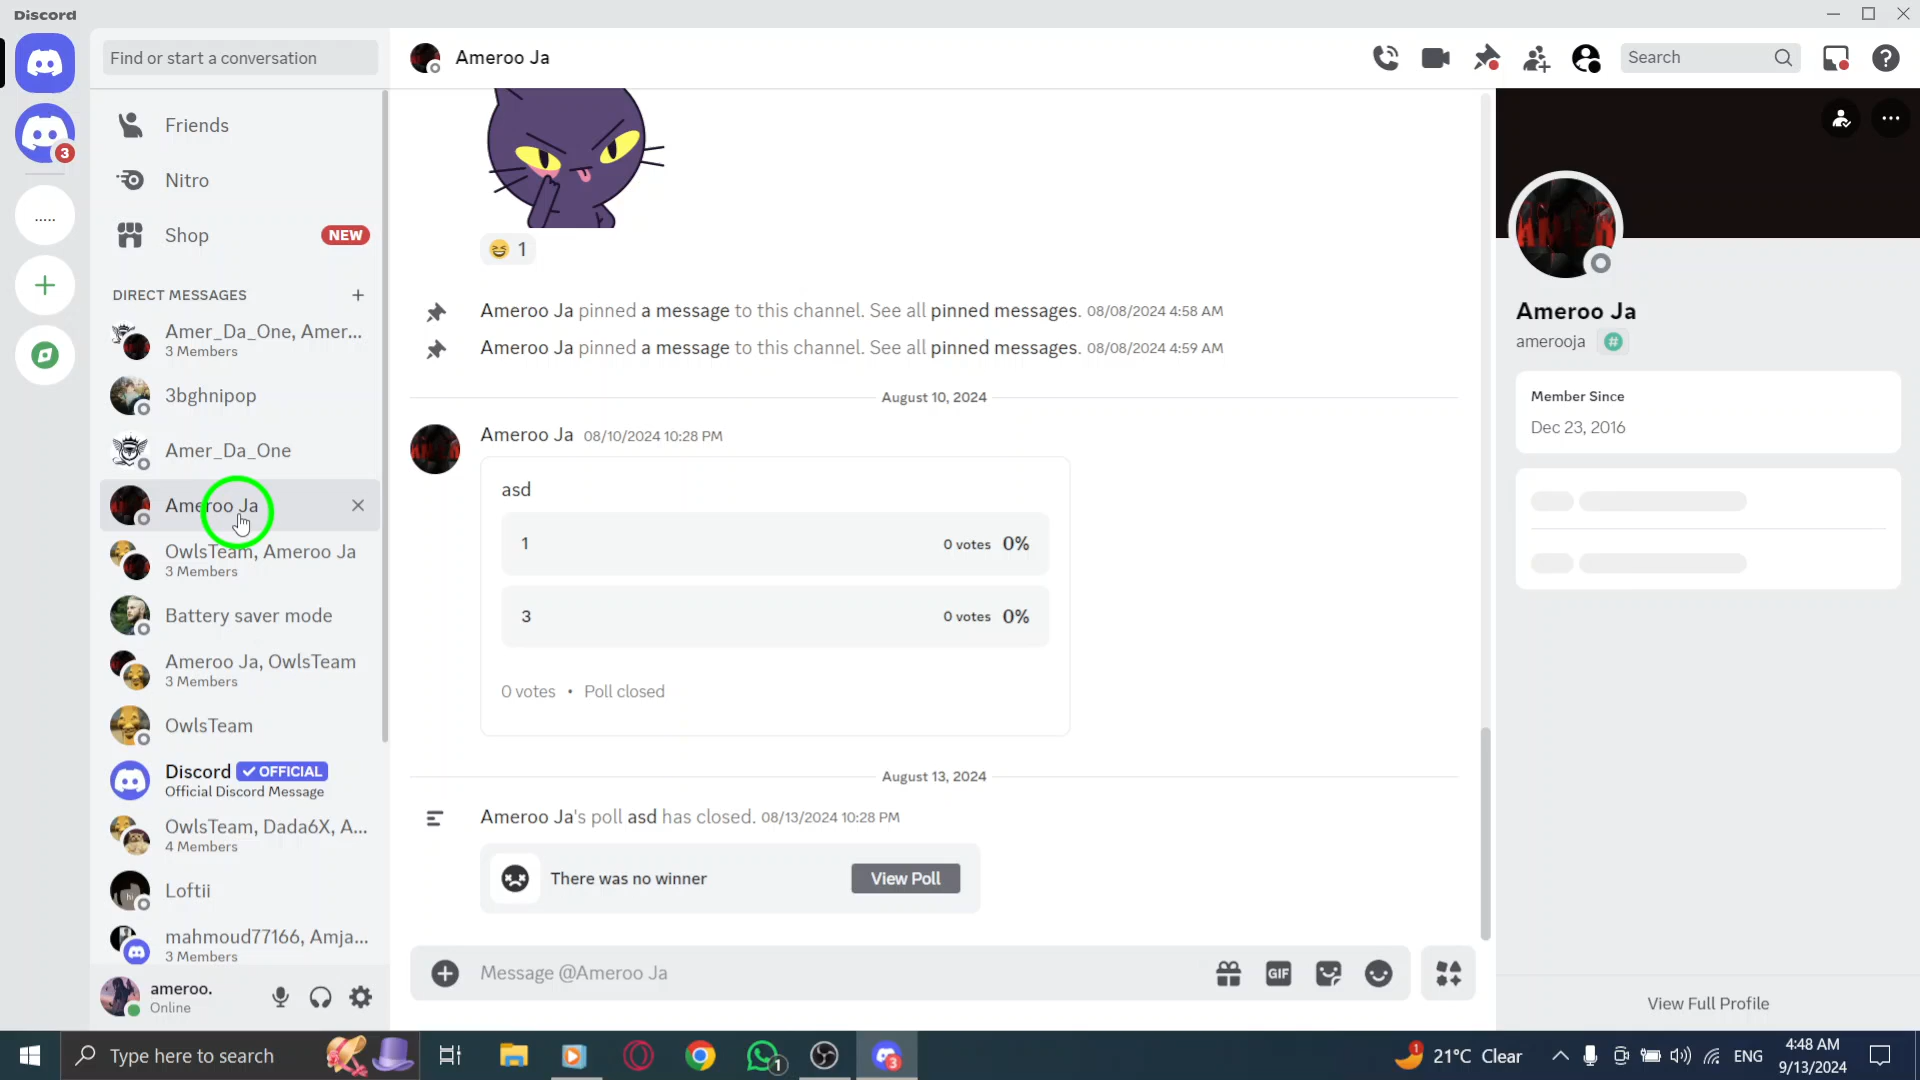 Discord
Find or start a conversation
Ameroo Ja
Search
Friends
Nitro
Shop
NEW
3
.....
DIRECT MESSAGES
Amer_Da_One, Amer...
3 Members
3bghnipop
Amer_Da_One
Ameroo Ja
OwlsTeam, Ameroo Ja
3 Members
Battery saver mode
Ameroo Ja, OwlsTeam
3 Members
OwlsTeam
Discord ✓ OFFICIAL
Official Discord Message
OwlsTeam, Dada6X, A...
4 Members
Loftii
mahmoud77166, Amja...
3 Members
ameroo.
Online
1
Ameroo Ja pinned a message to this channel. See all pinned messages. 08/08/2024 4:58 AM
Ameroo Ja pinned a message to this channel. See all pinned messages. 08/08/2024 4:59 AM
August 10, 2024
Ameroo Ja 08/10/2024 10:28 PM
asd
1 0 votes 0%
3 0 votes 0%
0 votes • Poll closed
August 13, 2024
Ameroo Ja's poll asd has closed. 08/13/2024 10:28 PM
There was no winner
View Poll
Message @Ameroo Ja
GIF
Ameroo Ja
amerooja #
Member Since
Dec 23, 2016
View Full Profile
Type here to search
1
3
1
21°C Clear
ENG
4:48 AM
9/13/2024